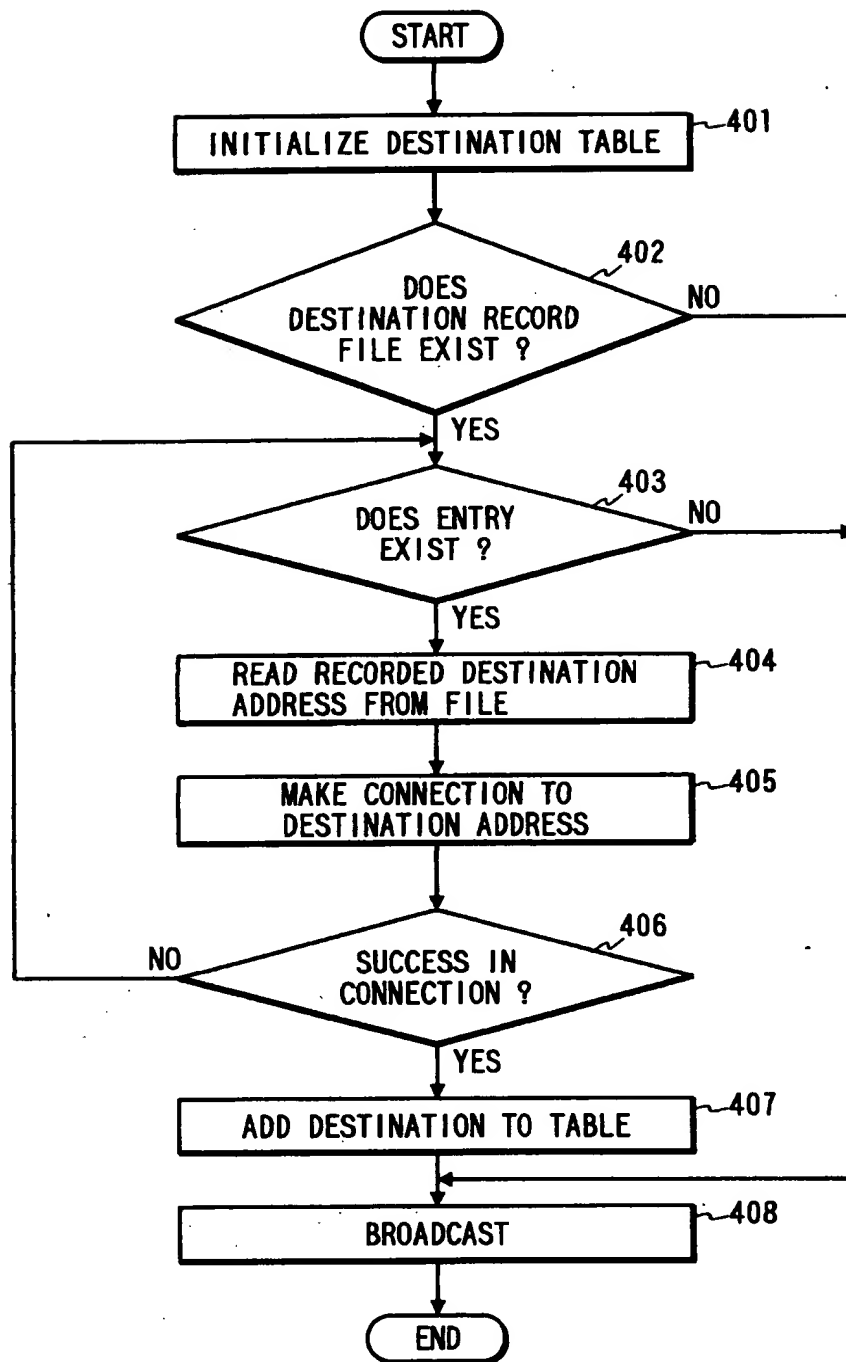 START
INITIALIZE DESTINATION TABLE
401
DOES
DESTINATION RECORD
FILE EXIST ?
402
NO
YES
DOES ENTRY
EXIST ?
403
NO
YES
READ RECORDED DESTINATION
ADDRESS FROM FILE
404
MAKE CONNECTION TO
DESTINATION ADDRESS
405
SUCCESS IN
CONNECTION ?
406
NO
YES
ADD DESTINATION TO TABLE
407
BROADCAST
408
END